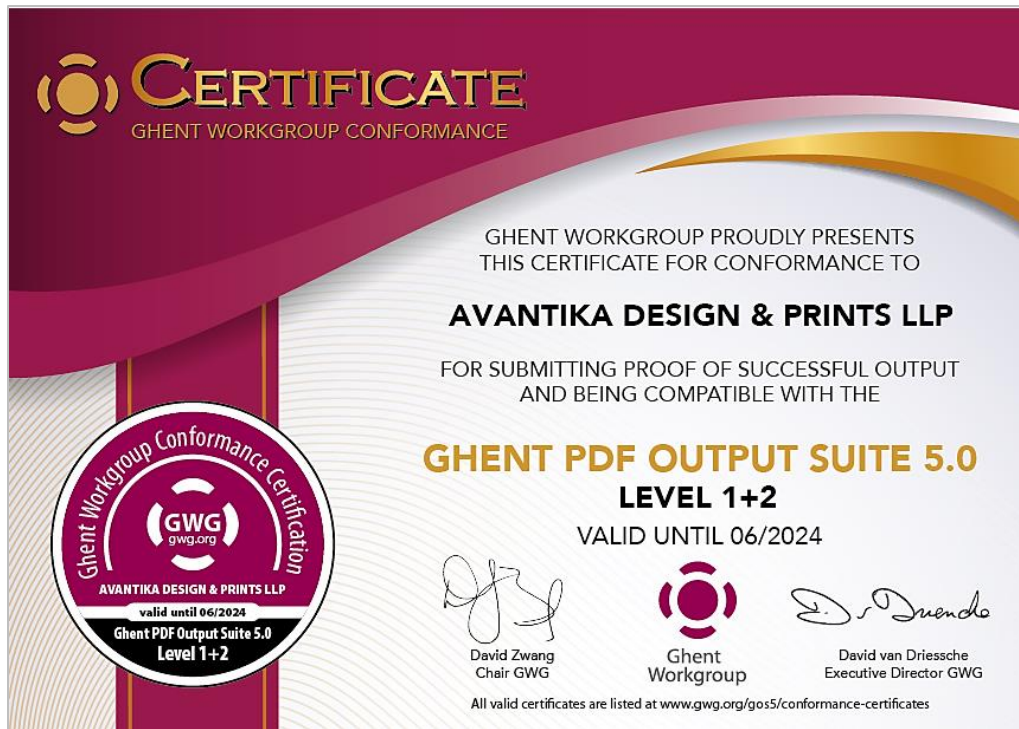 CERTIFICATE
GHENT WORKGROUP CONFORMANCE
GHENT WORKGROUP PROUDLY PRESENTS
THIS CERTIFICATE FOR CONFORMANCE TO
AVANTIKA DESIGN & PRINTS LLP
FOR SUBMITTING PROOF OF SUCCESSFUL OUTPUT
AND BEING COMPATIBLE WITH THE
GHENT PDF OUTPUT SUITE 5.0
LEVEL 1+2
VALID UNTIL 06/2024
Ghent Workgroup Conformance Certification
GWG
gwg.org
AVANTIKA DESIGN & PRINTS LLP
valid until 06/2024
Ghent PDF Output Suite 5.0
Level 1+2
David Zwang
Chair GWG
Ghent
Workgroup
David van Driessche
Executive Director GWG
All valid certificates are listed at www.gwg.org/gos5/conformance-certificates